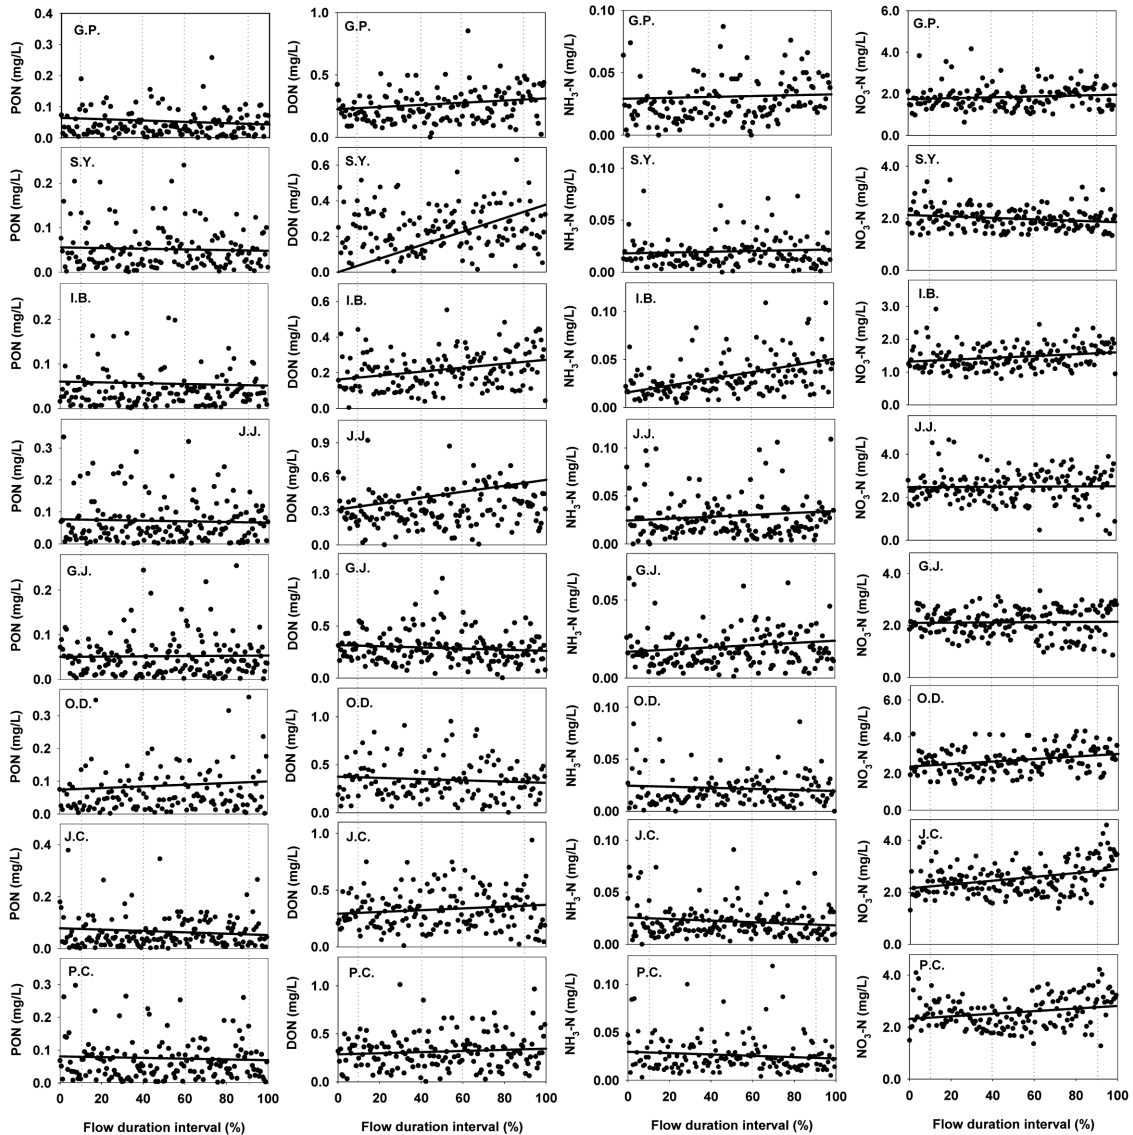 PON (mg/L)
0.4
0.3
0.2
0.1
0.0
G.P.
DON (mg/L)
1.0
0.5
0.0
G.P.
NH₃-N (mg/L)
0.10
0.05
0.00
G.P.
NO₃-N (mg/L)
6.0
4.0
2.0
0.0
G.P.
PON (mg/L)
0.2
0.1
0.0
S.Y.
DON (mg/L)
0.6
0.4
0.2
0.0
S.Y.
NH₃-N (mg/L)
0.10
0.05
0.00
S.Y.
NO₃-N (mg/L)
4.0
2.0
0.0
S.Y.
PON (mg/L)
0.2
0.1
0.0
I.B.
DON (mg/L)
0.6
0.4
0.2
0.0
I.B.
NH₃-N (mg/L)
0.10
0.05
0.00
I.B.
NO₃-N (mg/L)
3.0
2.0
1.0
0.0
I.B.
PON (mg/L)
0.3
0.2
0.1
0.0
J.J.
DON (mg/L)
0.9
0.6
0.3
0.0
J.J
NH₃-N (mg/L)
0.10
0.05
0.00
J.J.
NO₃-N (mg/L)
4.0
2.0
0.0
J.J.
PON (mg/L)
0.2
0.1
0.0
G.J.
DON (mg/L)
1.0
0.5
0.0
G.J.
NH₃-N (mg/L)
0.05
0.00
G.J.
NO₃-N (mg/L)
4.0
2.0
0.0
G.J.
PON (mg/L)
0.3
0.2
0.1
0.0
O.D.
DON (mg/L)
1.0
0.5
0.0
O.D.
NH₃-N (mg/L)
0.10
0.05
0.00
O.D.
NO₃-N (mg/L)
6.0
4.0
2.0
0.0
O.D.
PON (mg/L)
0.4
0.2
0.0
J.C.
DON (mg/L)
1.0
0.5
0.0
J.C.
NH₃-N (mg/L)
0.10
0.05
0.00
J.C.
NO₃-N (mg/L)
4.0
2.0
0.0
J.C.
PON (mg/L)
0.3
0.2
0.1
0.0
P.C.
DON (mg/L)
1.0
0.5
0.0
P.C.
NH₃-N (mg/L)
0.10
0.05
0.00
P.C.
NO₃-N (mg/L)
4.0
2.0
0.0
P.C.
0 20 40 60 80 100
0 20 40 60 80 100
0 20 40 60 80 100
0 20 40 60 80 100
Flow duration interval (%)
Flow duration interval (%)
Flow duration interval (%)
Flow duration interval (%)